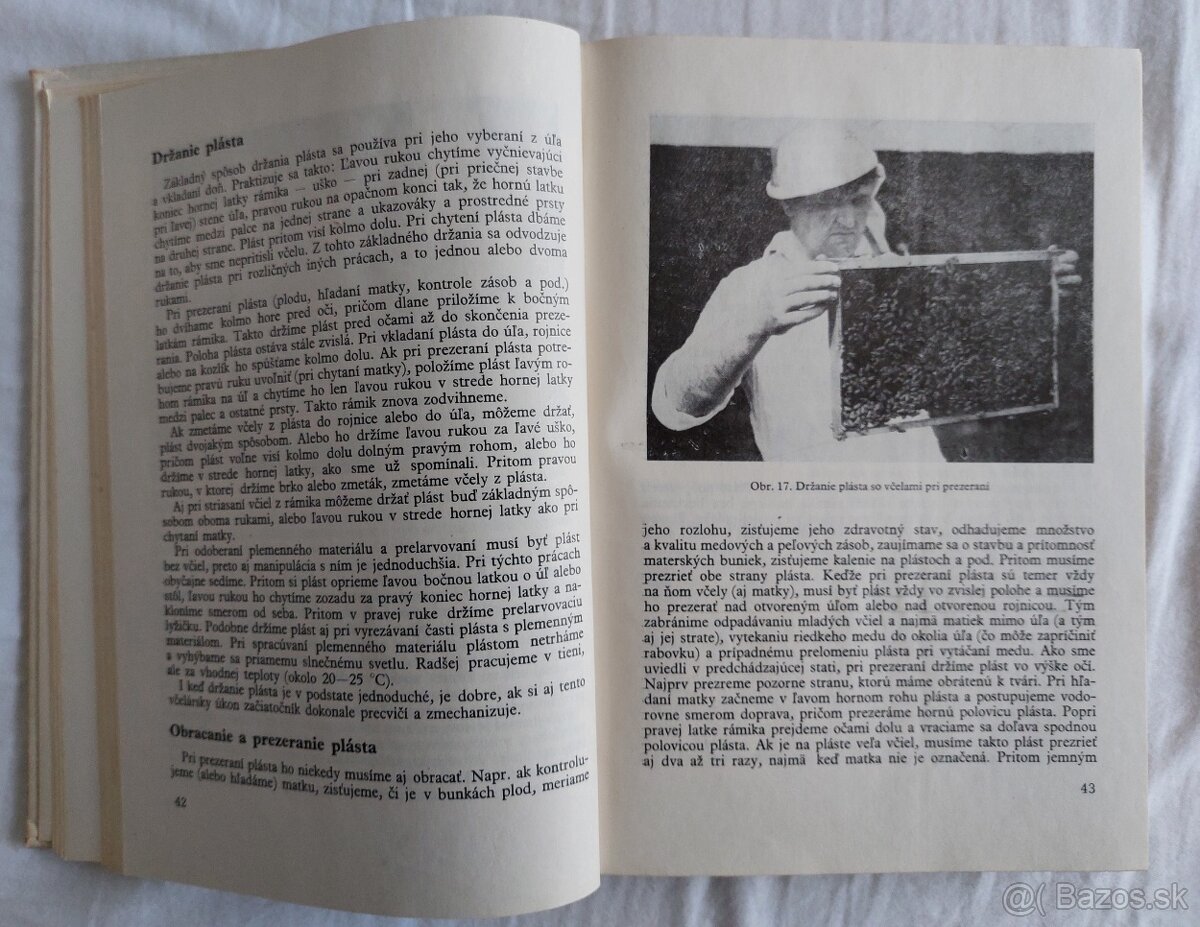 Držanie plásta
Základný spôsob držania plásta sa používa pri jeho vyberaní z úľa
a vkladaní doň. Praktizuje sa takto: Ľavou rukou chytíme vyčnievajúci
koniec hornej latky rámika — uško — pri zadnej (pri priečnej stavbe
pri ľavej) stene úľa, pravou rukou na opačnom konci tak, že hornú latku
chytíme medzi palce na jednej strane a ukazováky a prostredné prsty
na druhej strane. Plást pritom visí kolmo dolu. Pri chytení plásta dbáme
na to, aby sme nepritisli včelu. Z tohto základného držania sa odvodzuje
držanie plásta pri rozličných iných prácach, a to jednou alebo dvoma
rukami.
Pri prezeraní plásta (plodu, hľadaní matky, kontrole zásob a pod.)
ho dvíhame kolmo hore pred oči, pričom dlane priložíme k bočným
latkám rámika. Takto držíme plást pred očami až do skončenia preze-
rania. Poloha plásta ostáva stále zvislá. Pri vkladaní plásta do úľa, rojnice
alebo na kozlík ho spúšťame kolmo dolu. Ak pri prezeraní plásta potre-
bujeme pravú ruku uvoľniť (pri chytaní matky), položíme plást ľavým ro-
hom rámika na úľ a chytíme ho len ľavou rukou v strede hornej latky
medzi palec a ostatné prsty. Takto rámik znova zodvihneme.
Ak zmetáme včely z plásta do rojnice alebo do úľa, môžeme držať,
plást dvojakým spôsobom. Alebo ho držíme ľavou rukou za ľavé uško,
pričom plást voľne visí kolmo dolu dolným pravým rohom, alebo ho
držíme v strede hornej latky, ako sme už spomínali. Pritom pravou
rukou, v ktorej držíme brko alebo zmeták, zmetáme včely z plásta.
Aj pri striasaní včiel z rámika môžeme držať plást buď základným spô-
sobom oboma rukami, alebo ľavou rukou v strede hornej latky ako pri
chytaní matky.
Pri odoberaní plemenného materiálu a prelarvovaní musí byť plást
bez včiel, preto aj manipulácia s ním je jednoduchšia. Pri týchto prácach
obyčajne sedíme. Pritom si plást oprieme ľavou bočnou latkou o úľ alebo
stôl, ľavou rukou ho chytíme zozadu za pravý koniec hornej latky a na-
kloníme smerom od seba. Pritom v pravej ruke držíme prelarvovaciu
lyžičku. Podobne držíme plást aj pri vyrezávaní časti plásta s plemenným
materiálom. Pri spracúvaní plemenného materiálu plástom netrháme
a vyhýbame sa priamemu slnečnému svetlu. Radšej pracujeme v tieni,
ale za vhodnej teploty (okolo 20—25 °C).
I keď držanie plásta je v podstate jednoduché, je dobre, ak si aj tento
včelársky úkon začiatočník dokonale precvičí a zmechanizuje.
Obracanie a prezeranie plásta
Pri prezeraní plásta ho niekedy musíme aj obracať. Napr. ak kontrolu-
jeme (alebo hľadáme) matku, zisťujeme, či je v bunkách plod, meriame
42
Obr. 17. Držanie plásta so včelami pri prezeraní
jeho rozlohu, zisťujeme jeho zdravotný stav, odhadujeme množstvo
a kvalitu medových a peľových zásob, zaujímame sa o stavbu a prítomnosť
materských buniek, zisťujeme kalenie na plástoch a pod. Pritom musíme
prezrieť obe strany plásta. Keďže pri prezeraní plásta sú temer vždy
na ňom včely (aj matky), musí byť plást vždy vo zvislej polohe a musíme
ho prezerať nad otvoreným úľom alebo nad otvorenou rojnicou. Tým
zabránime odpadávaniu mladých včiel a najmä matiek mimo úľa (a tým
aj jej strate), vytekaniu riedkeho medu do okolia úľa (čo môže zapríčiniť
rabovku) a prípadnému prelomeniu plásta pri vytáčaní medu. Ako sme
uviedli v predchádzajúcej stati, pri prezeraní držíme plást vo výške očí.
Najprv prezreme pozorne stranu, ktorú máme obrátenú k tvári. Pri hľa-
daní matky začneme v ľavom hornom rohu plásta a postupujeme vodo-
rovne smerom doprava, pričom prezeráme hornú polovicu plásta. Popri
pravej latke rámika prejdeme očami dolu a vraciame sa doľava spodnou
polovicou plásta. Ak je na pláste veľa včiel, musíme takto plást prezrieť
aj dva až tri razy, najmä keď matka nie je označená. Pritom jemným
43
@( Bazos.sk